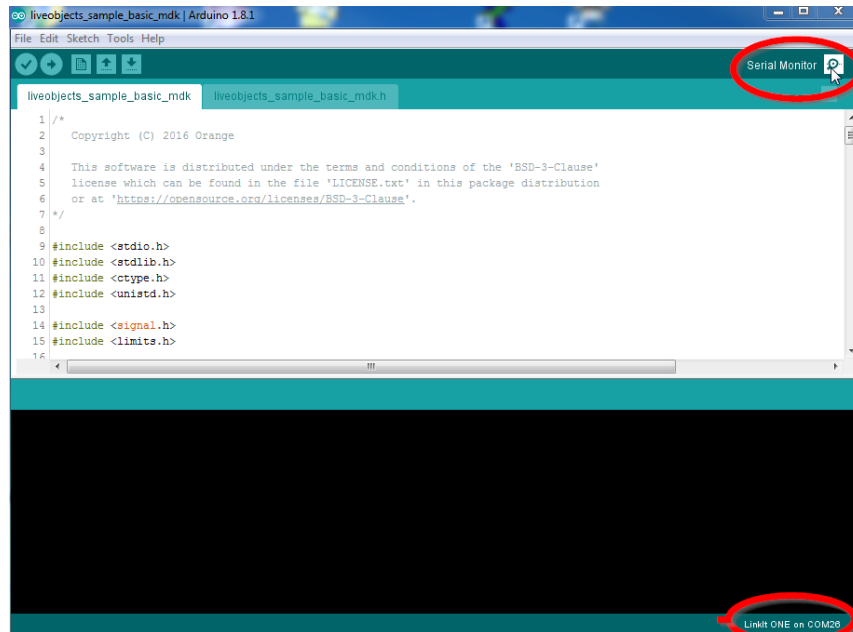 liveobjects_sample_basic_mdk | Arduino 1.8.1
File Edit Sketch Tools Help
Serial Monitor
liveobjects_sample_basic_mdk liveobjects_sample_basic_mdk.h
1 /*
2 Copyright (C) 2016 Orange
3
4 This software is distributed under the terms and conditions of the 'BSD-3-Clause'
5 license which can be found in the file 'LICENSE.txt' in this package distribution
6 or at 'https://opensource.org/licenses/BSD-3-Clause'.
7 */
8
9 #include <stdio.h>
10 #include <stdlib.h>
11 #include <ctype.h>
12 #include <unistd.h>
13
14 #include <signal.h>
15 #include <limits.h>
16
LinkIt ONE on COM26